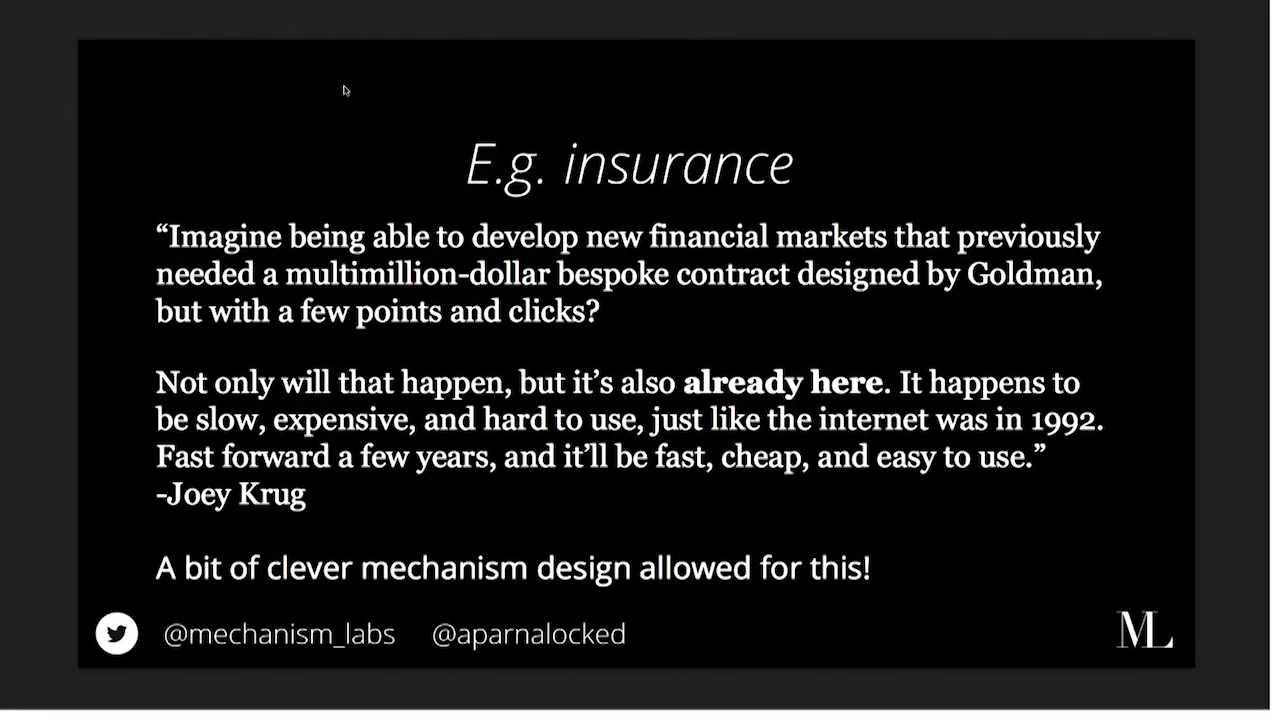 E.g. insurance
“Imagine being able to develop new financial markets that previously
needed a multimillion-dollar bespoke contract designed by Goldman,
but with a few points and clicks?
Not only will that happen, but it’s also already here. It happens to
be slow, expensive, and hard to use, just like the internet was in 1992.
Fast forward a few years, and it’ll be fast, cheap, and easy to use.”
-Joey Krug
A bit of clever mechanism design allowed for this!
@mechanism_labs @aparnalocked
ML